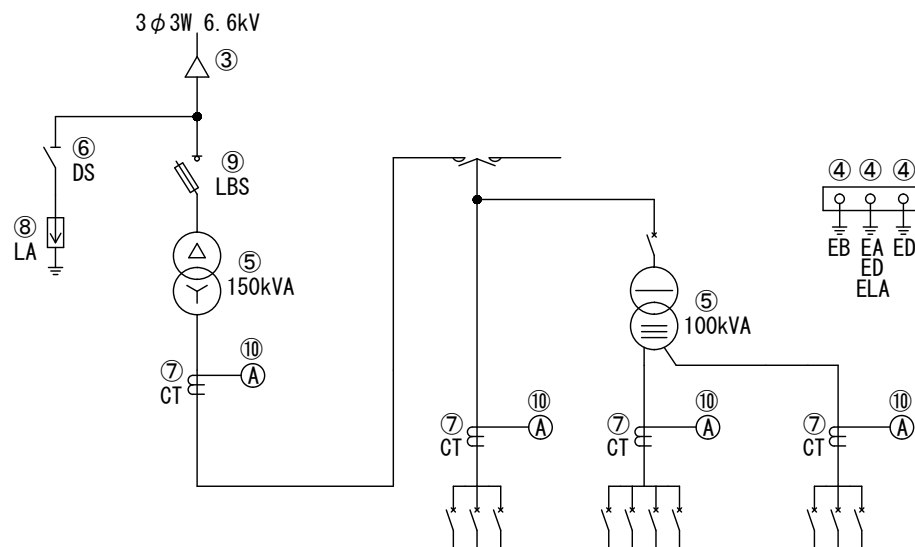 3φ3W 6.6kV
③
⑥
DS
⑨
LBS
④ ④ ④
EB EA ED
ED
ELA
⑧
LA
⑤
150kVA
⑤
100kVA
⑦
CT
⑩
A
⑦
CT
⑩
A
⑦
CT
⑩
A
⑦
CT
⑩
A